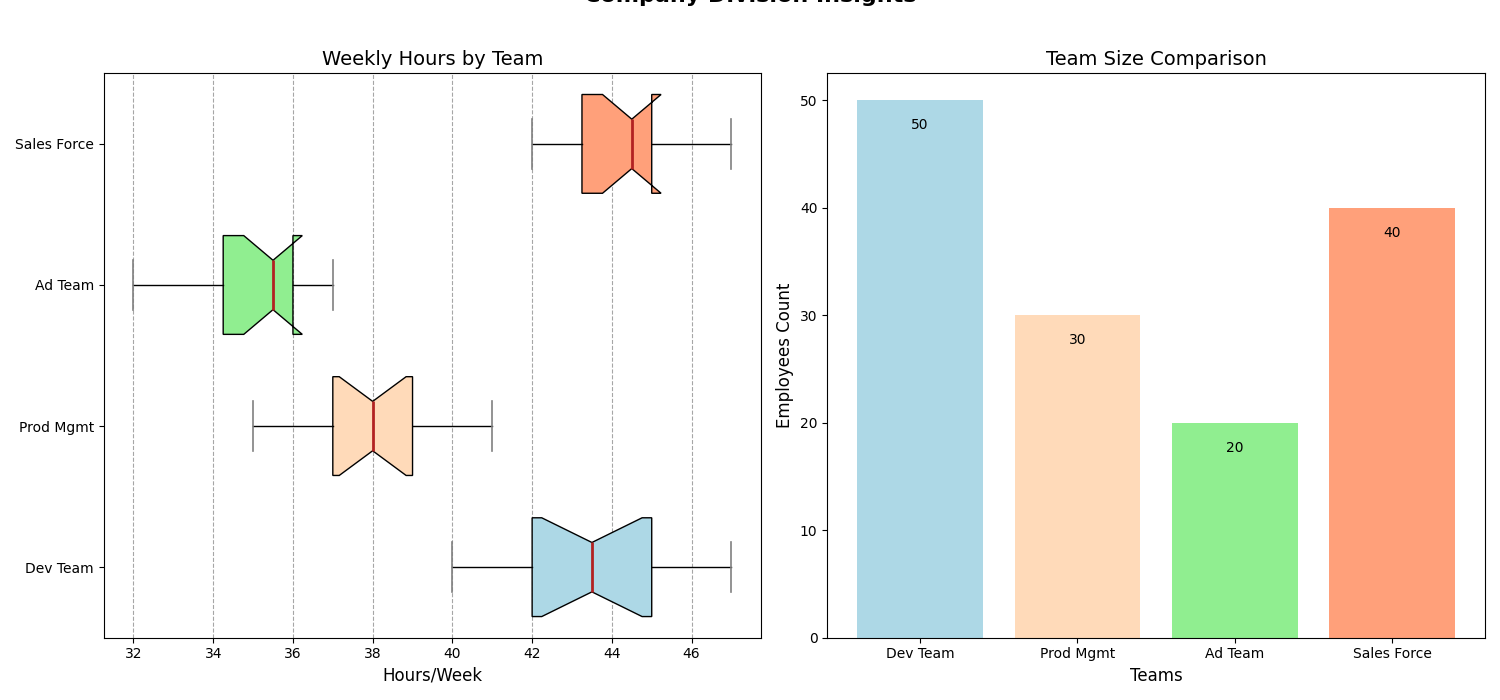 Company Division Insights
Weekly Hours by Team
Sales Force
Ad Team
Prod Mgmt
Dev Team
32 34 36 38 40 42 44 46
Hours/Week
Team Size Comparison
Employees Count
50
40
30
20
10
0
50
30
20
40
Dev Team Prod Mgmt Ad Team Sales Force
Teams